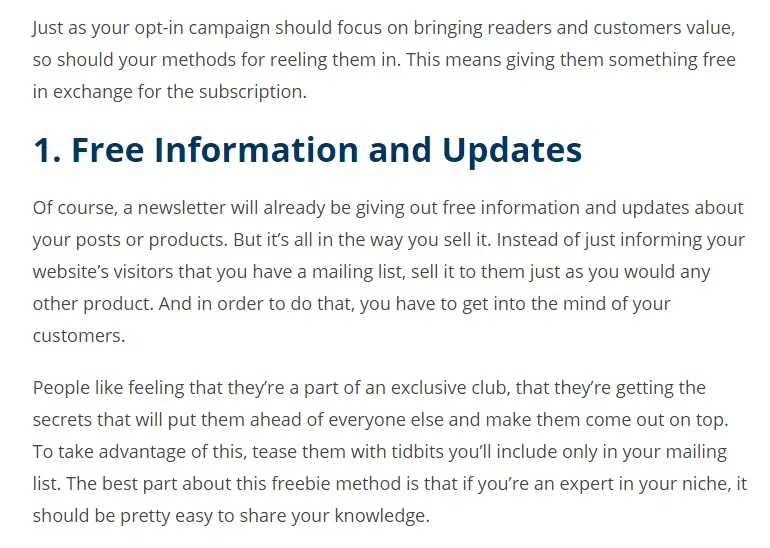 Just as your opt-in campaign should focus on bringing readers and customers value,
so should your methods for reeling them in. This means giving them something free
in exchange for the subscription.
1. Free Information and Updates
Of course, a newsletter will already be giving out free information and updates about
your posts or products. But it’s all in the way you sell it. Instead of just informing your
website’s visitors that you have a mailing list, sell it to them just as you would any
other product. And in order to do that, you have to get into the mind of your
customers.
People like feeling that they’re a part of an exclusive club, that they’re getting the
secrets that will put them ahead of everyone else and make them come out on top.
To take advantage of this, tease them with tidbits you’ll include only in your mailing
list. The best part about this freebie method is that if you’re an expert in your niche, it
should be pretty easy to share your knowledge.